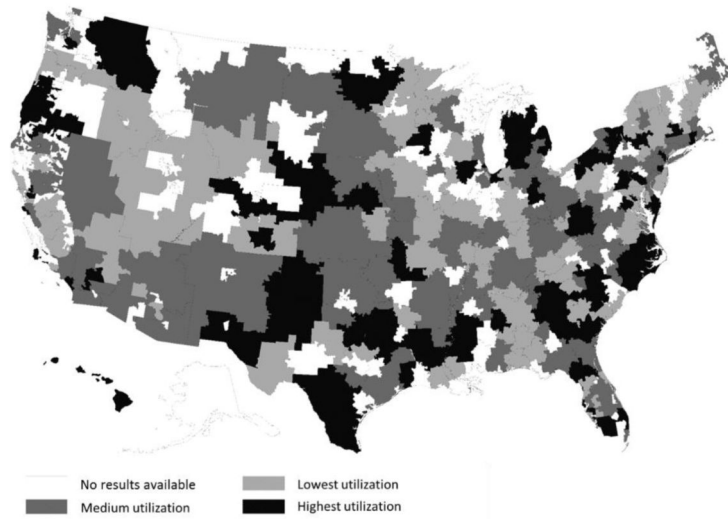 No results available
Lowest utilization
Medium utilization
Highest utilization